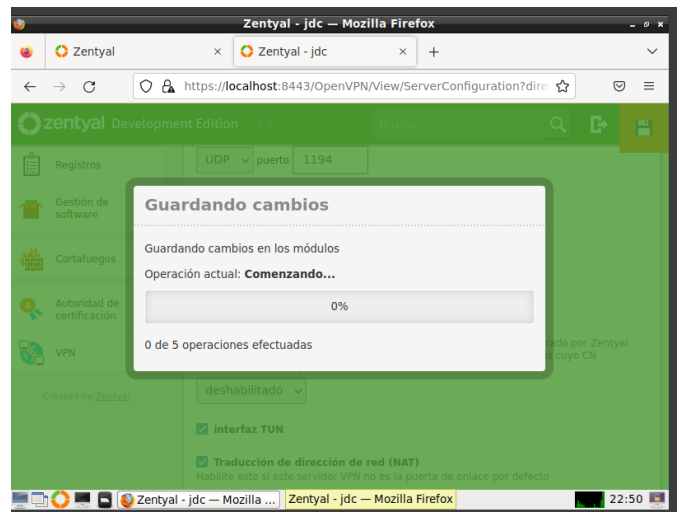 Zentyal - jdc — Mozilla Firefox
Zentyal
Zentyal - jdc
https://localhost:8443/OpenVPN/View/ServerConfiguration?dire
zentyal Development Edition 7.0
Buscar...
Registros
UDP puerto 1194
Gestión de software
Cortafuegos
Autoridad de certificación
VPN
Created by Zentyal
Guardando cambios
Guardando cambios en los módulos
Operación actual: Comenzando...
0%
0 de 5 operaciones efectuadas
rado por Zentyal
s cuyo CN
deshabilitado
interfaz TUN
Traducción de dirección de red (NAT)
Habilite esto si este servidor VPN no es la puerta de enlace por defecto
Zentyal - jdc — Mozilla ...)
Zentyal - jdc — Mozilla Firefox
22:50